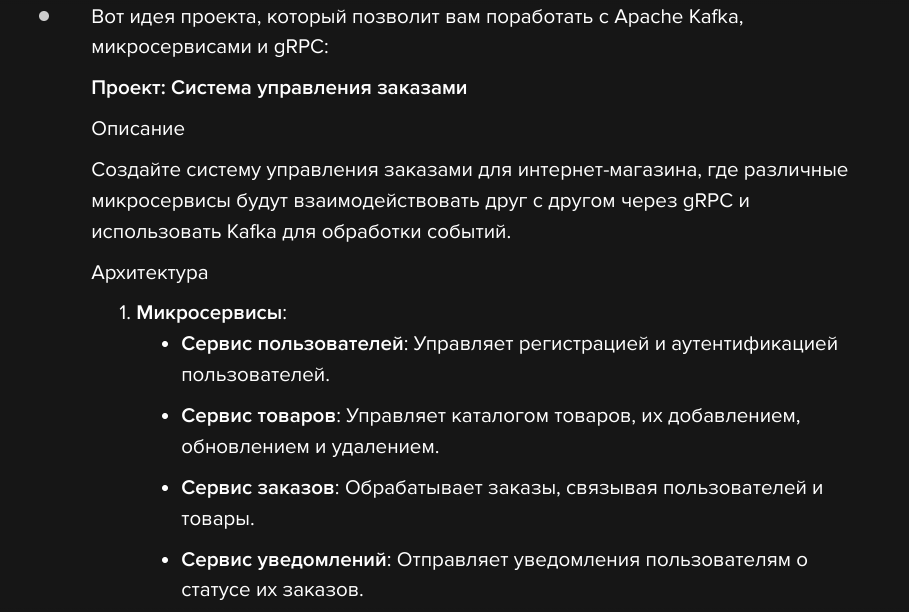 Вот идея проекта, который позволит вам поработать с Apache Kafka,
микросервисами и gRPC:
Проект: Система управления заказами
Описание
Создайте систему управления заказами для интернет-магазина, где различные
микросервисы будут взаимодействовать друг с другом через gRPC и
использовать Kafka для обработки событий.
Архитектура
1. Микросервисы:
• Сервис пользователей: Управляет регистрацией и аутентификацией
пользователей.
• Сервис товаров: Управляет каталогом товаров, их добавлением,
обновлением и удалением.
• Сервис заказов: Обрабатывает заказы, связывая пользователей и
товары.
• Сервис уведомлений: Отправляет уведомления пользователям о
статусе их заказов.